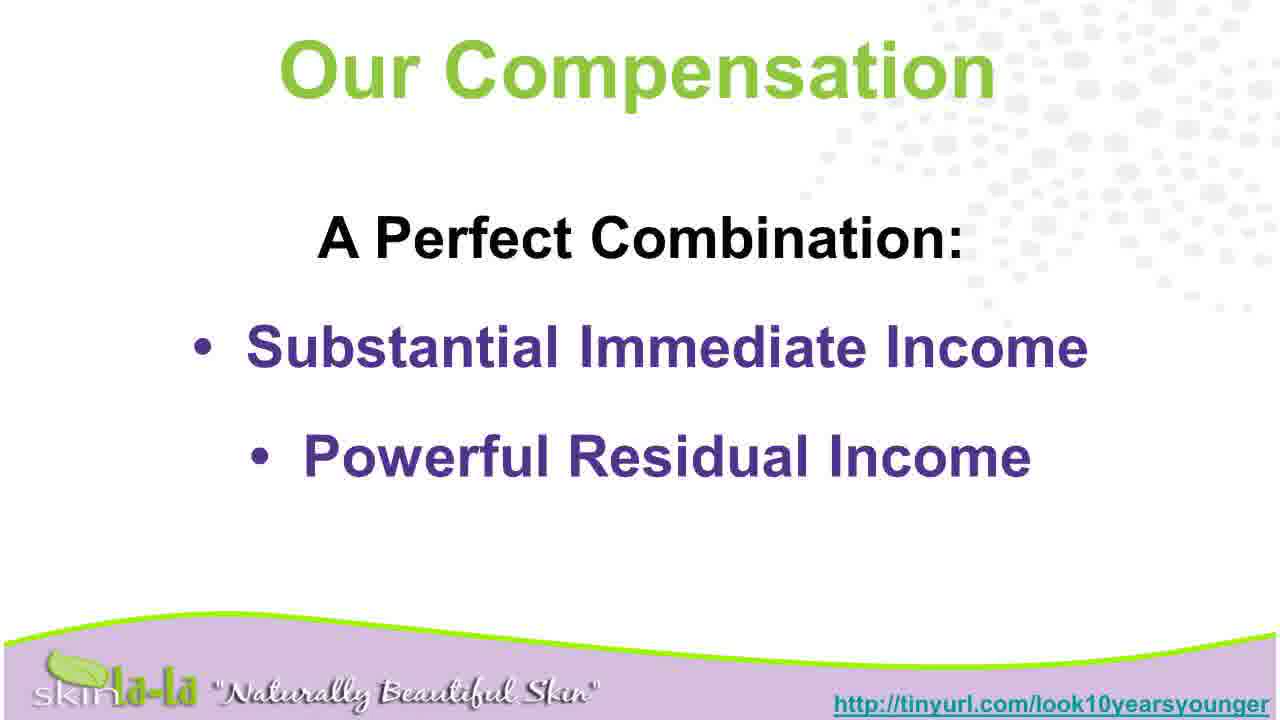 Our Compensation
A Perfect Combination:
• Substantial Immediate Income
• Powerful Residual Income
skin la-la "Naturally Beautiful Skin"
http://tinyurl.com/look10yearsyounger